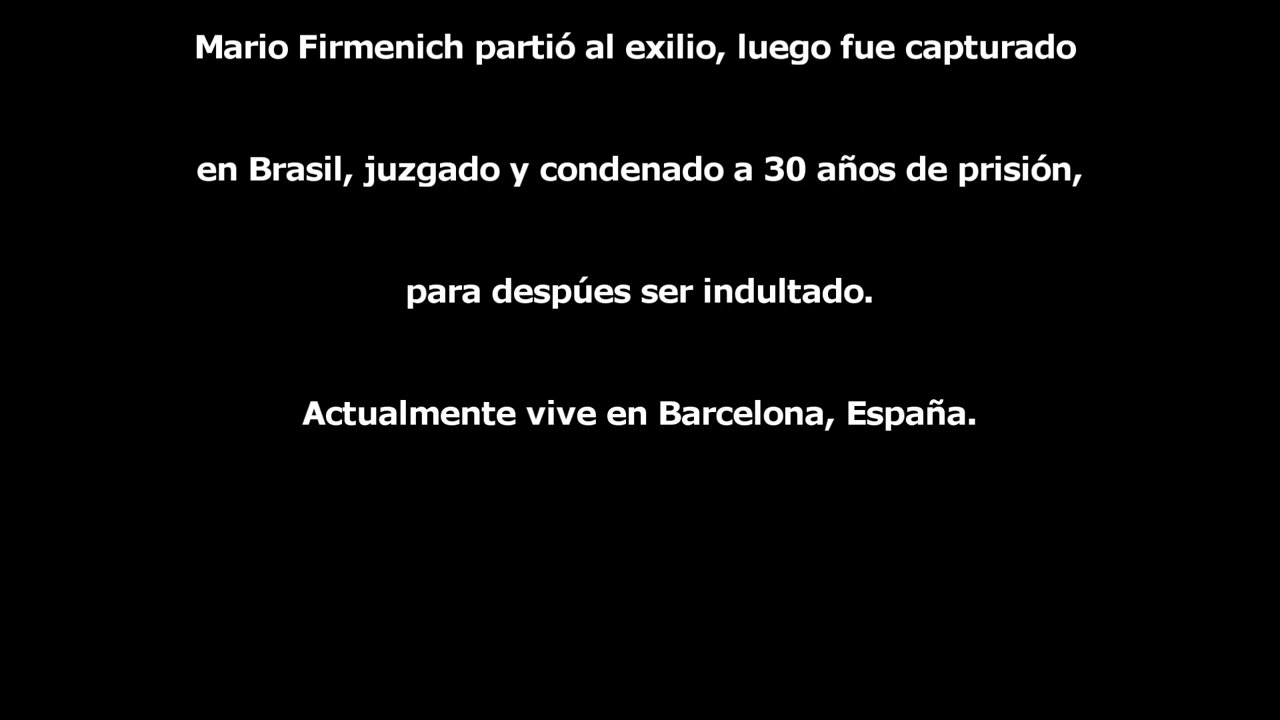 Mario Firmenich partió al exilio, luego fue capturado
en Brasil, juzgado y condenado a 30 años de prisión,
para despúes ser indultado.
Actualmente vive en Barcelona, España.